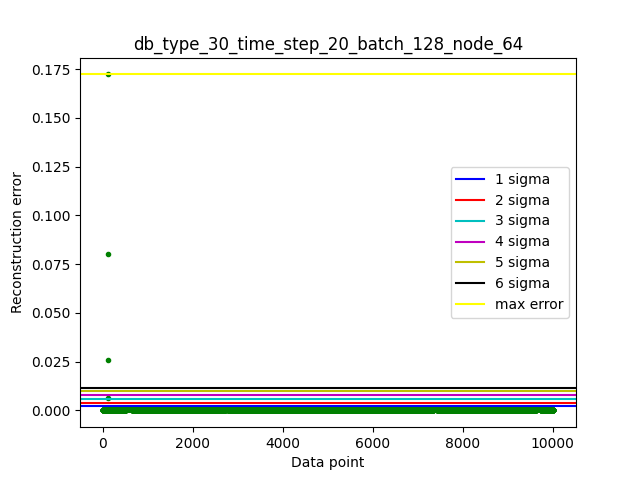 db_type_30_time_step_20_batch_128_node_64
Reconstruction error
0.175
0.150
0.125
0.100
0.075
0.050
0.025
0.000
1 sigma
2 sigma
3 sigma
4 sigma
5 sigma
6 sigma
max error
0
2000
4000
6000
8000
10000
Data point